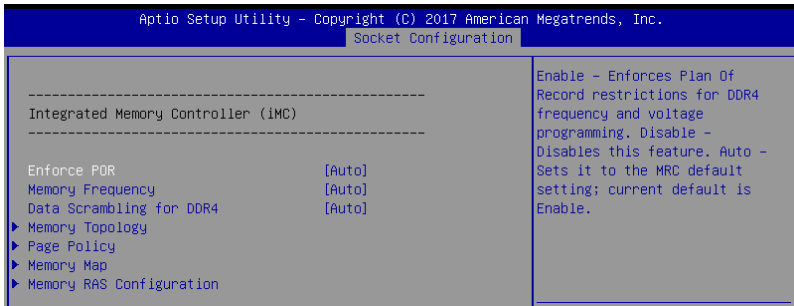 Aptio Setup Utility – Copyright (C) 2017 American Megatrends, Inc.
Socket Configuration
------------------------------------------------
Integrated Memory Controller (iMC)
------------------------------------------------
Enforce POR [Auto]
Memory Frequency [Auto]
Data Scrambling for DDR4 [Auto]
Memory Topology
Page Policy
Memory Map
Memory RAS Configuration
Enable – Enforces Plan Of
Record restrictions for DDR4
frequency and voltage
programming. Disable –
Disables this feature. Auto –
Sets it to the MRC default
setting; current default is
Enable.